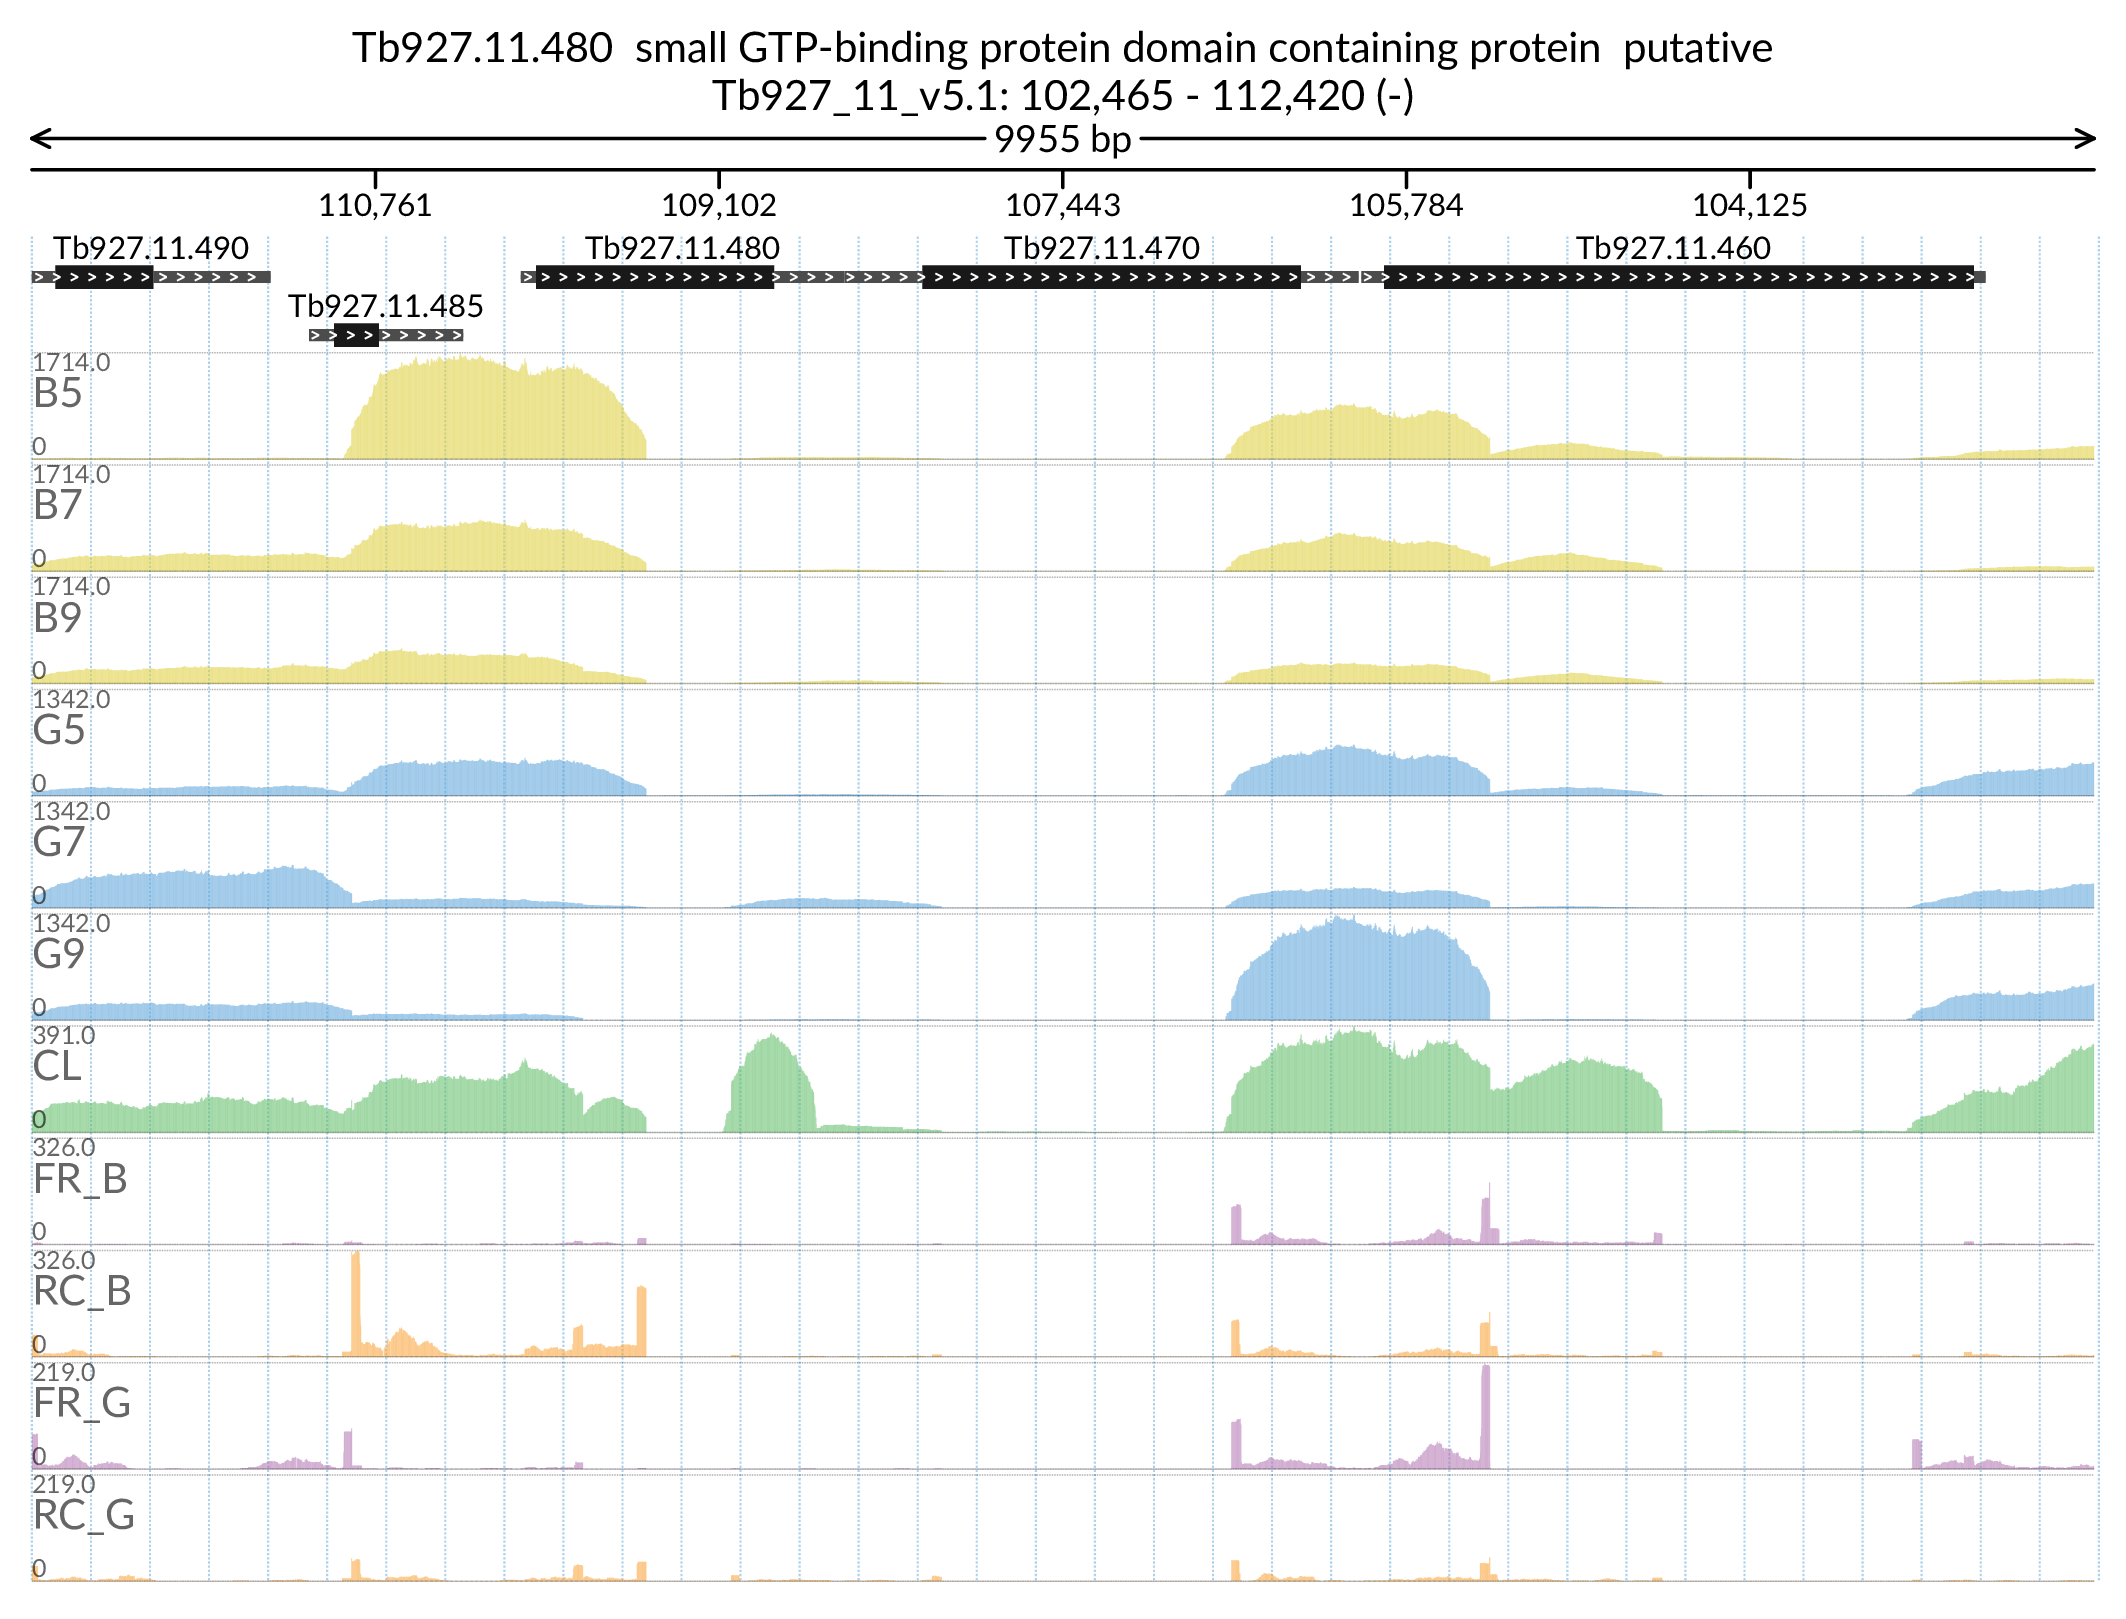 Tb927.11.480  small GTP-binding protein domain containing protein  putative
Tb927_11_v5.1: 102,465 - 112,420 (-)
9955 bp
110,761 109,102 107,443 105,784 104,125
Tb927.11.490 Tb927.11.480 Tb927.11.470 Tb927.11.460
Tb927.11.485
1714.0
B5
0
1714.0
B7
0
1714.0
B9
0
1342.0
G5
0
1342.0
G7
0
1342.0
G9
0
391.0
CL
0
326.0
FR_B
0
326.0
RC_B
0
219.0
FR_G
0
219.0
RC_G
0